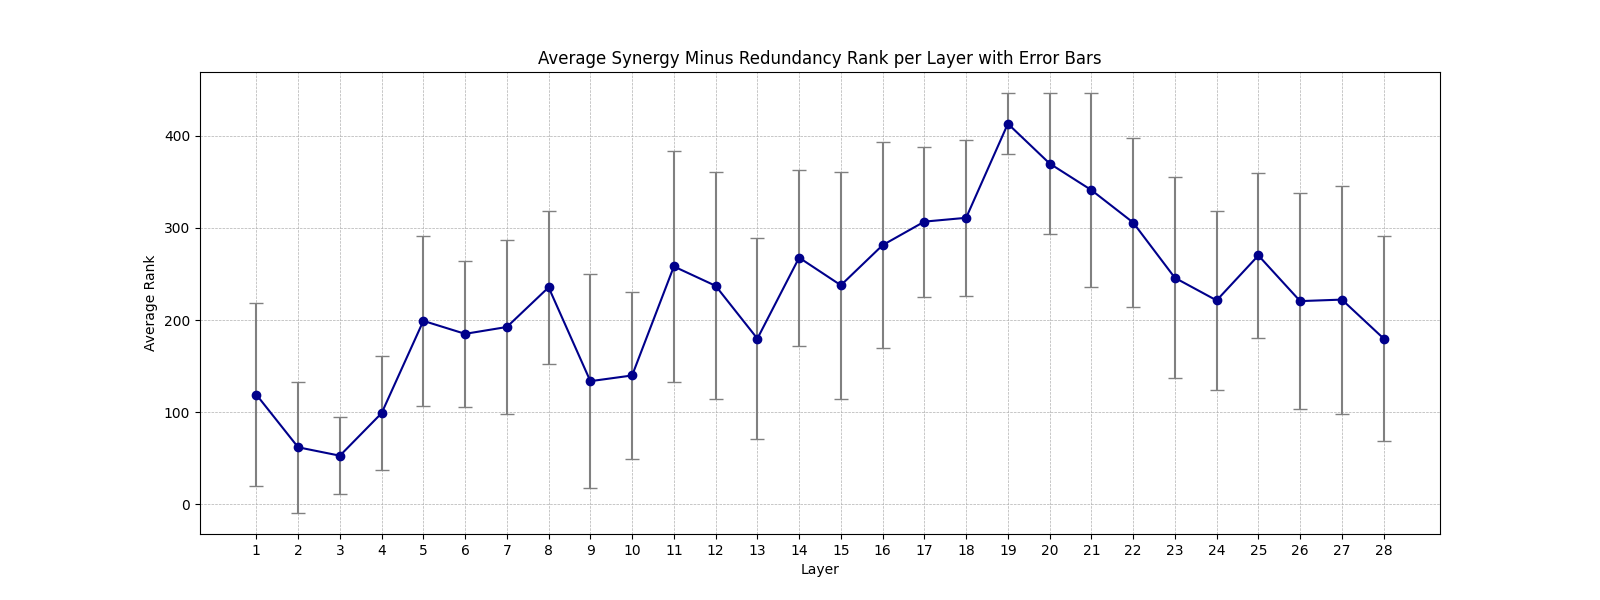 Average Synergy Minus Redundancy Rank per Layer with Error Bars
400
300
200
100
0
Average Rank
1 2 3 4 5 6 7 8 9 10 11 12 13 14 15 16 17 18 19 20 21 22 23 24 25 26 27 28
Layer